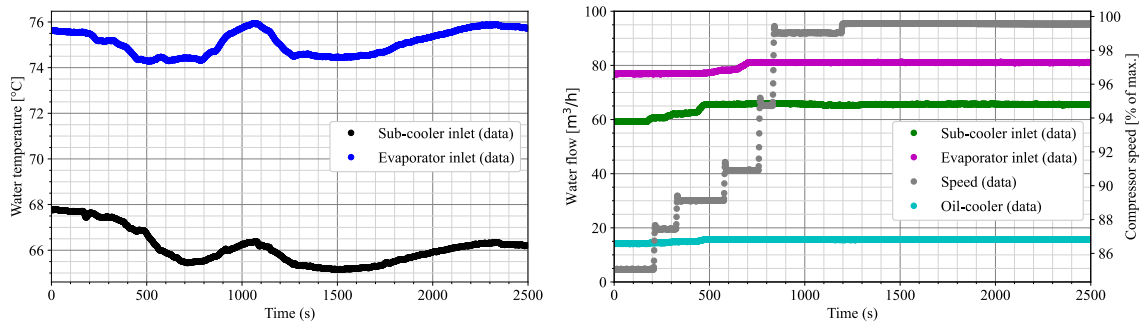 76
74
72
70
68
66
Water temperature [°C]
Sub-cooler inlet (data)
Evaporator inlet (data)
0
500
1000
1500
2000
2500
Time (s)
100
80
60
40
20
0
Water flow [m³/h]
Sub-cooler inlet (data)
Evaporator inlet (data)
Speed (data)
Oil-cooler (data)
0
500
1000
1500
2000
2500
Time (s)
100
98
96
94
92
90
88
86
Compressor speed [% of max.]